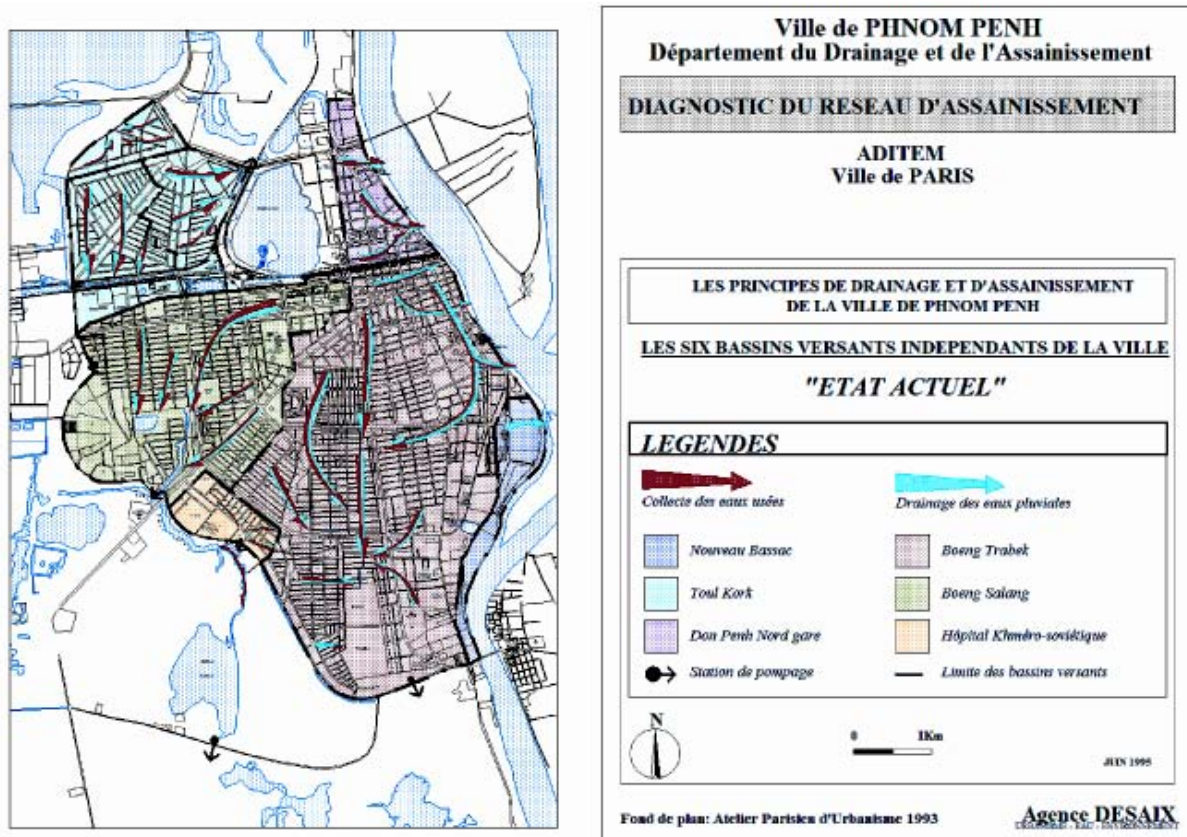 Ville de PHNOM PENH
Département du Drainage et de l'Assainissement
DIAGNOSTIC DU RESEAU D'ASSAINISSEMENT
ADITEM
Ville de PARIS
LES PRINCIPES DE DRAINAGE ET D'ASSAINISSEMENT
DE LA VILLE DE PHNOM PENH
LES SIX BASSINS VERSANTS INDEPENDANTS DE LA VILLE
"ETAT ACTUEL"
LEGENDES
Collecte des eaux usées
Drainage des eaux pluviales
Nouveau Bassac
Boeng Trabek
Toul Kork
Boeng Salang
Don Penh Nord gare
Hôpital Khméro-soviétique
Station de pompage
Limite des bassins versants
N
0 1Km
JUIN 1995
Fond de plan: Atelier Parisien d'Urbanisme 1993
Agence DESAIX